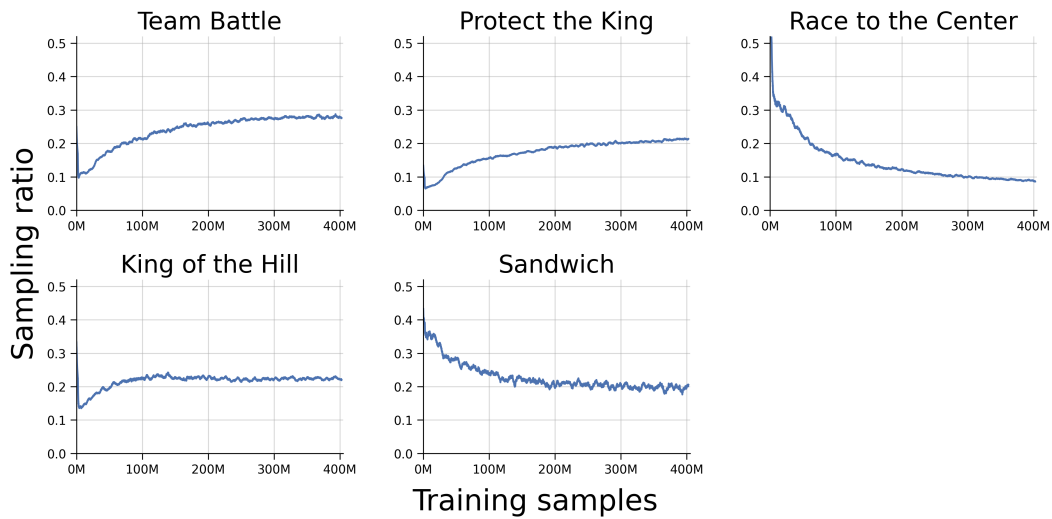 Team Battle
Protect the King
Race to the Center
0.5
0.4
0.3
0.2
0.1
0.0
0M 100M 200M 300M 400M
0.5
0.4
0.3
0.2
0.1
0.0
0M 100M 200M 300M 400M
0.5
0.4
0.3
0.2
0.1
0.0
0M 100M 200M 300M 400M
Sampling ratio
King of the Hill
Sandwich
0.5
0.4
0.3
0.2
0.1
0.0
0M 100M 200M 300M 400M
0.5
0.4
0.3
0.2
0.1
0.0
0M 100M 200M 300M 400M
Training samples